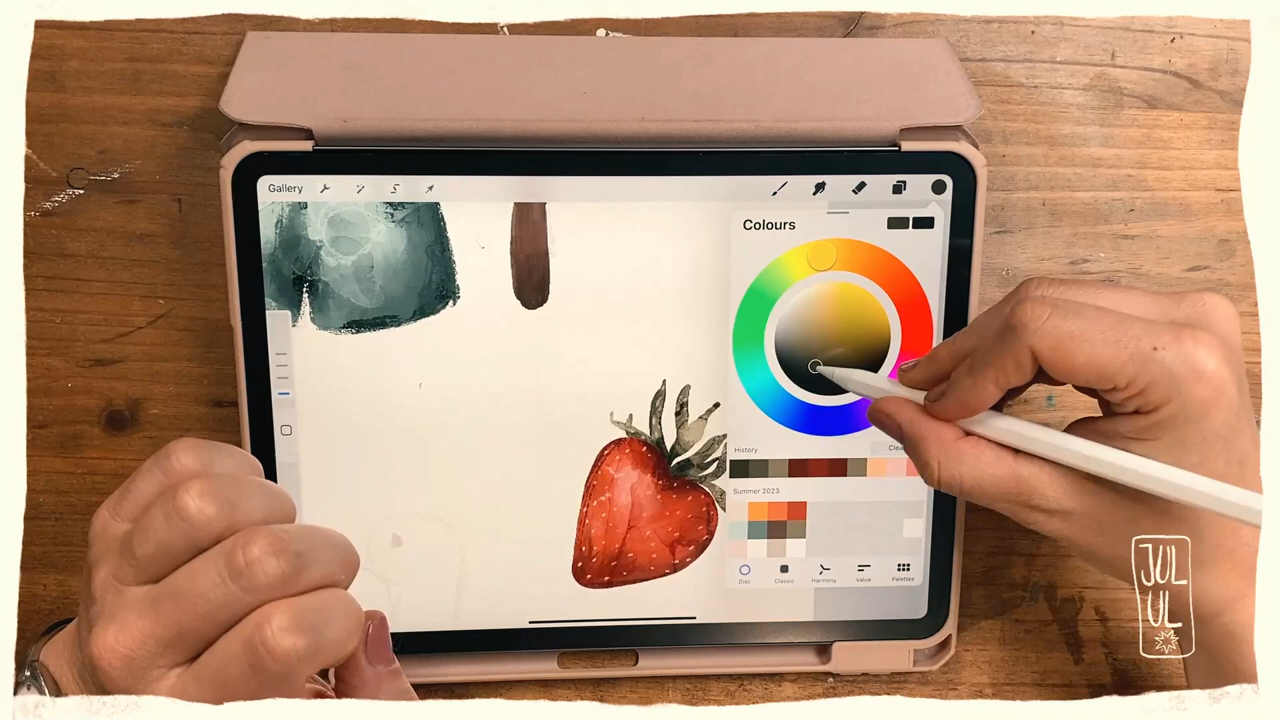 Gallery
Colours
History
Summer 2023
Disc
Classic
Harmony
Value
Palettes
JUL
UL